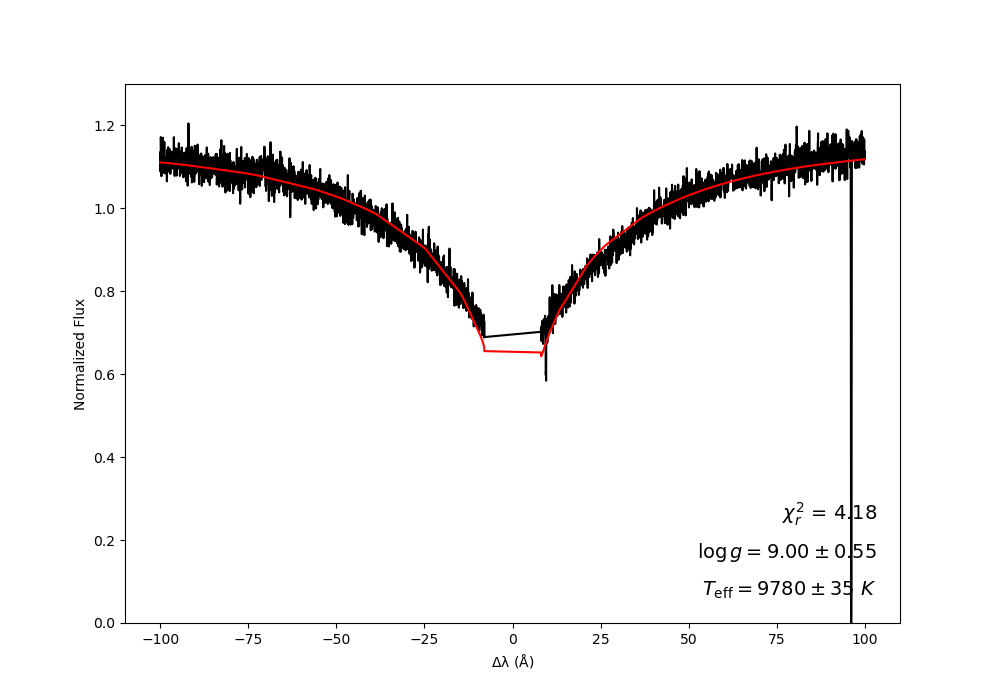 1.2
1.0
0.8
0.6
0.4
0.2
0.0
Normalized Flux
χ²ᵣ = 4.18
log g = 9.00 ± 0.55
T_eff = 9780 ± 35 K
−100 −75 −50 −25 0 25 50 75 100
Δλ (Å)